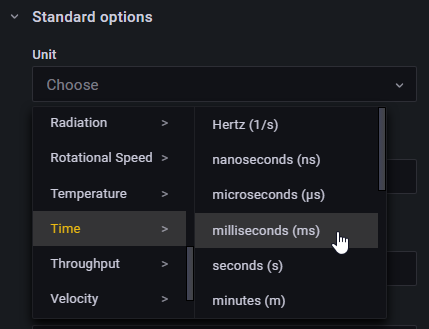 Standard options
Unit
Choose
Radiation >
Rotational Speed >
Temperature >
Time >
Throughput >
Velocity >
Hertz (1/s)
nanoseconds (ns)
microseconds (µs)
milliseconds (ms)
seconds (s)
minutes (m)